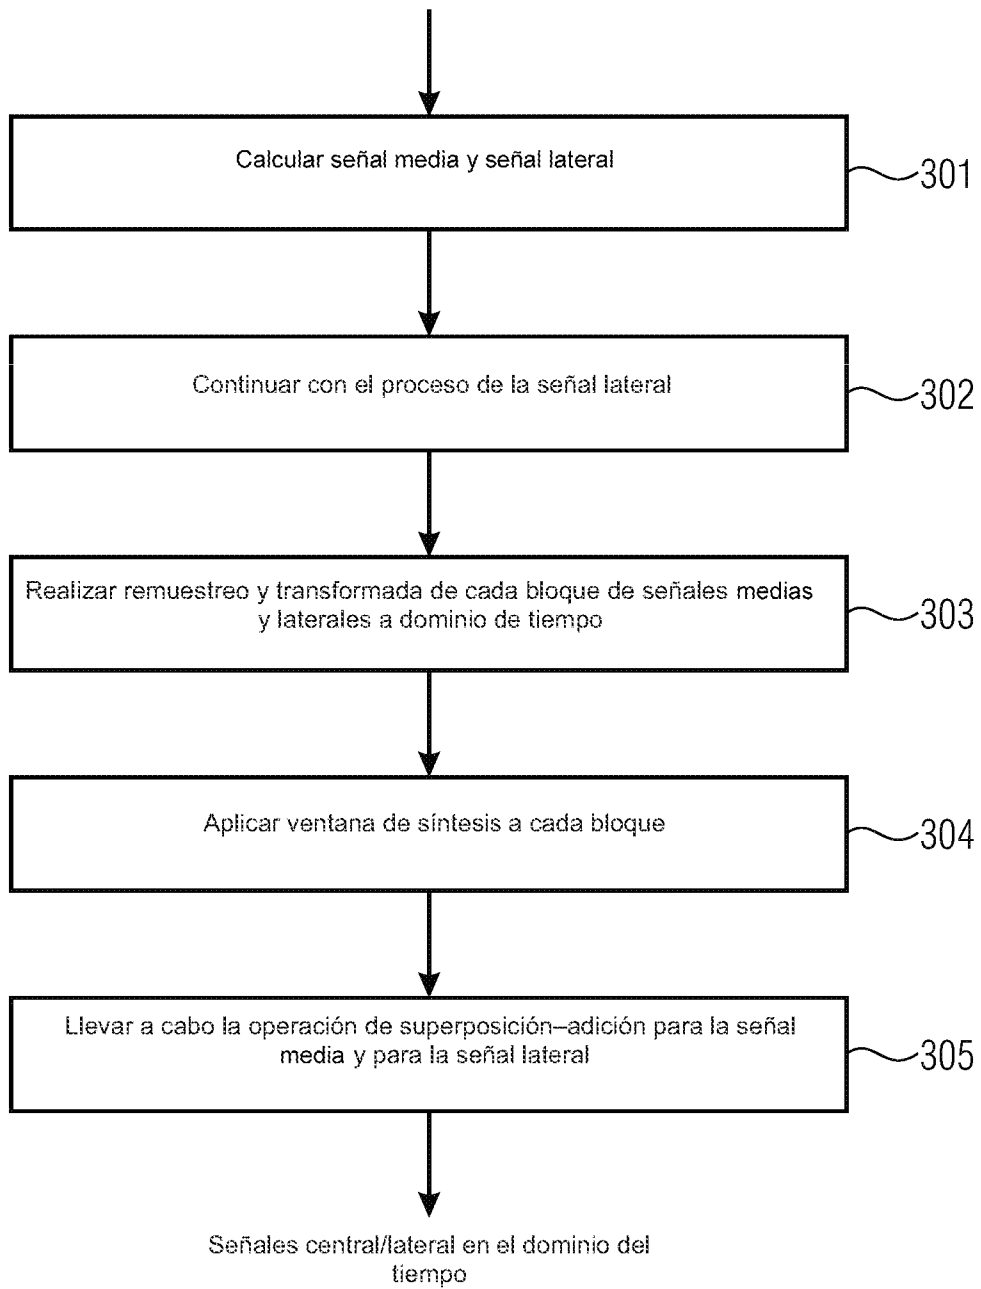 Calcular señal media y señal lateral
301
Continuar con el proceso de la señal lateral
302
Realizar remuestreo y transformada de cada bloque de señales medias
y laterales a dominio de tiempo
303
Aplicar ventana de síntesis a cada bloque
304
Llevar a cabo la operación de superposición–adición para la señal
media y para la señal lateral
305
Señales central/lateral en el dominio del
tiempo